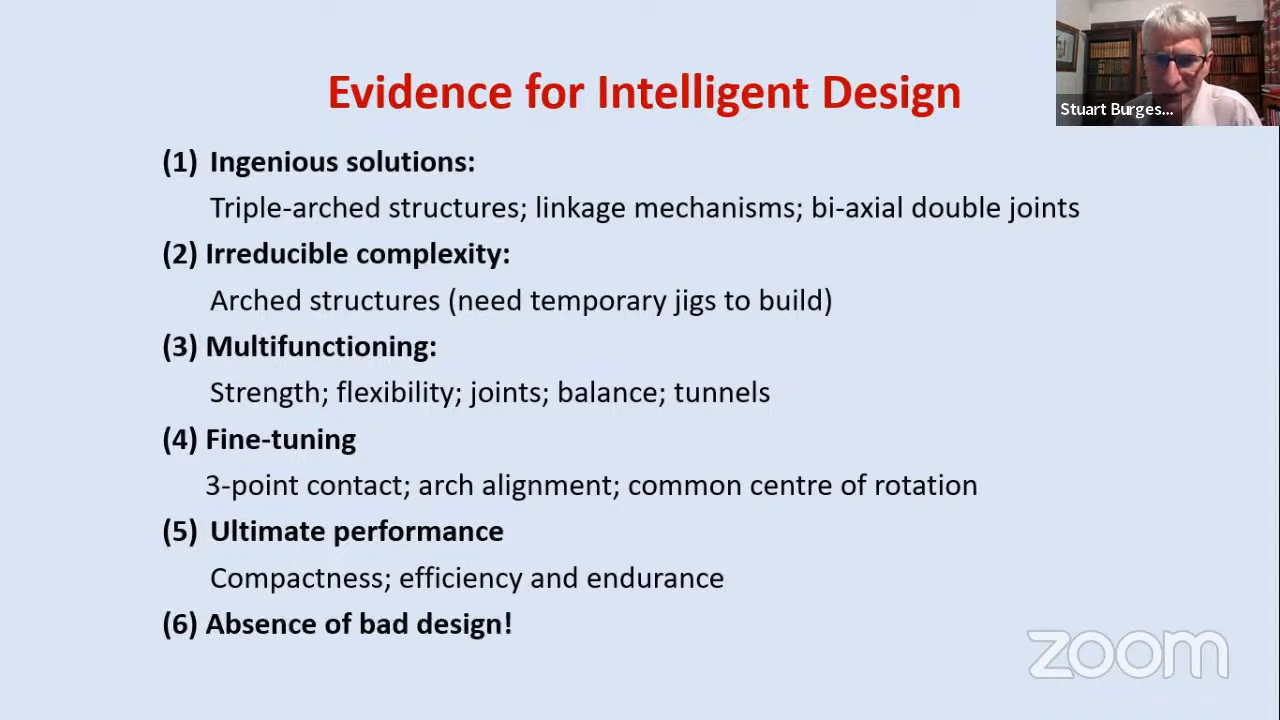 Evidence for Intelligent Design
Stuart Burges...
(1) Ingenious solutions:
Triple-arched structures; linkage mechanisms; bi-axial double joints
(2) Irreducible complexity:
Arched structures (need temporary jigs to build)
(3) Multifunctioning:
Strength; flexibility; joints; balance; tunnels
(4) Fine-tuning
3-point contact; arch alignment; common centre of rotation
(5) Ultimate performance
Compactness; efficiency and endurance
(6) Absence of bad design!
zoom